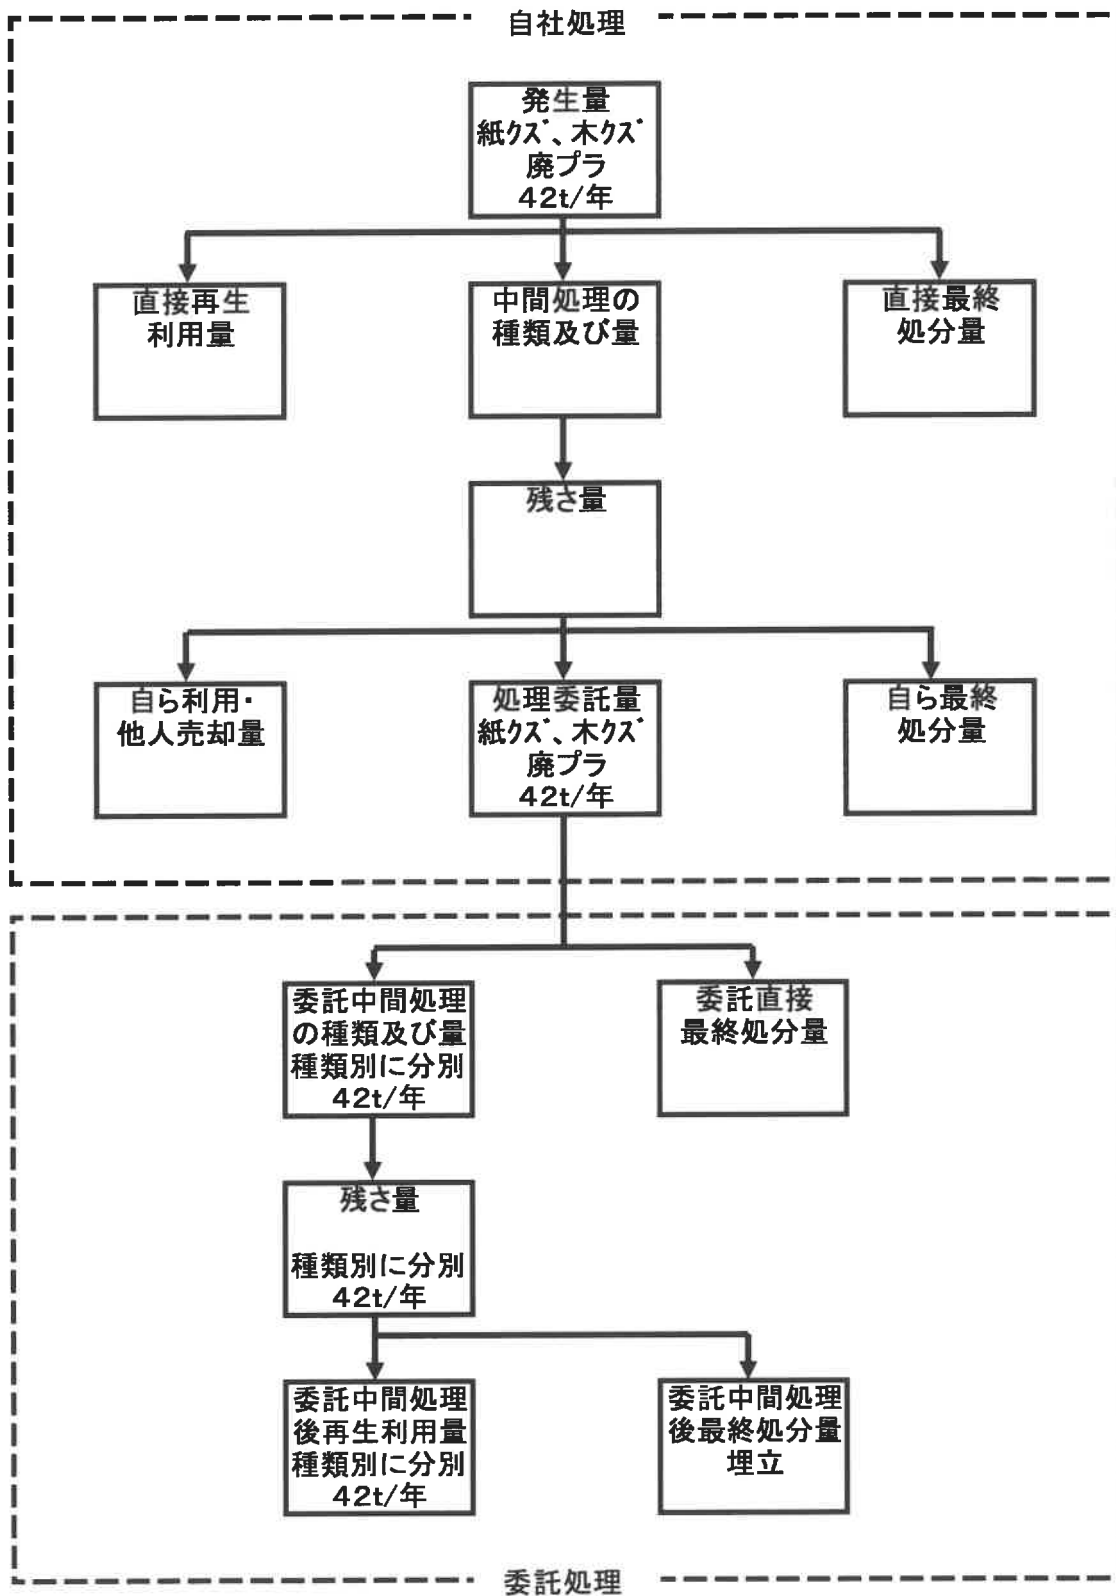 自社処理
発生量
紙クズ、木クズ
廃プラ
42t/年
直接再生
利用量
中間処理の
種類及び量
直接最終
処分量
残さ量
自ら利用・
他人売却量
処理委託量
紙クズ、木クズ
廃プラ
42t/年
自ら最終
処分量
委託中間処理
の種類及び量
種類別に分別
42t/年
委託直接
最終処分量
残さ量
種類別に分別
42t/年
委託中間処理
後再生利用量
種類別に分別
42t/年
委託中間処理
後最終処分量
埋立
委託処理